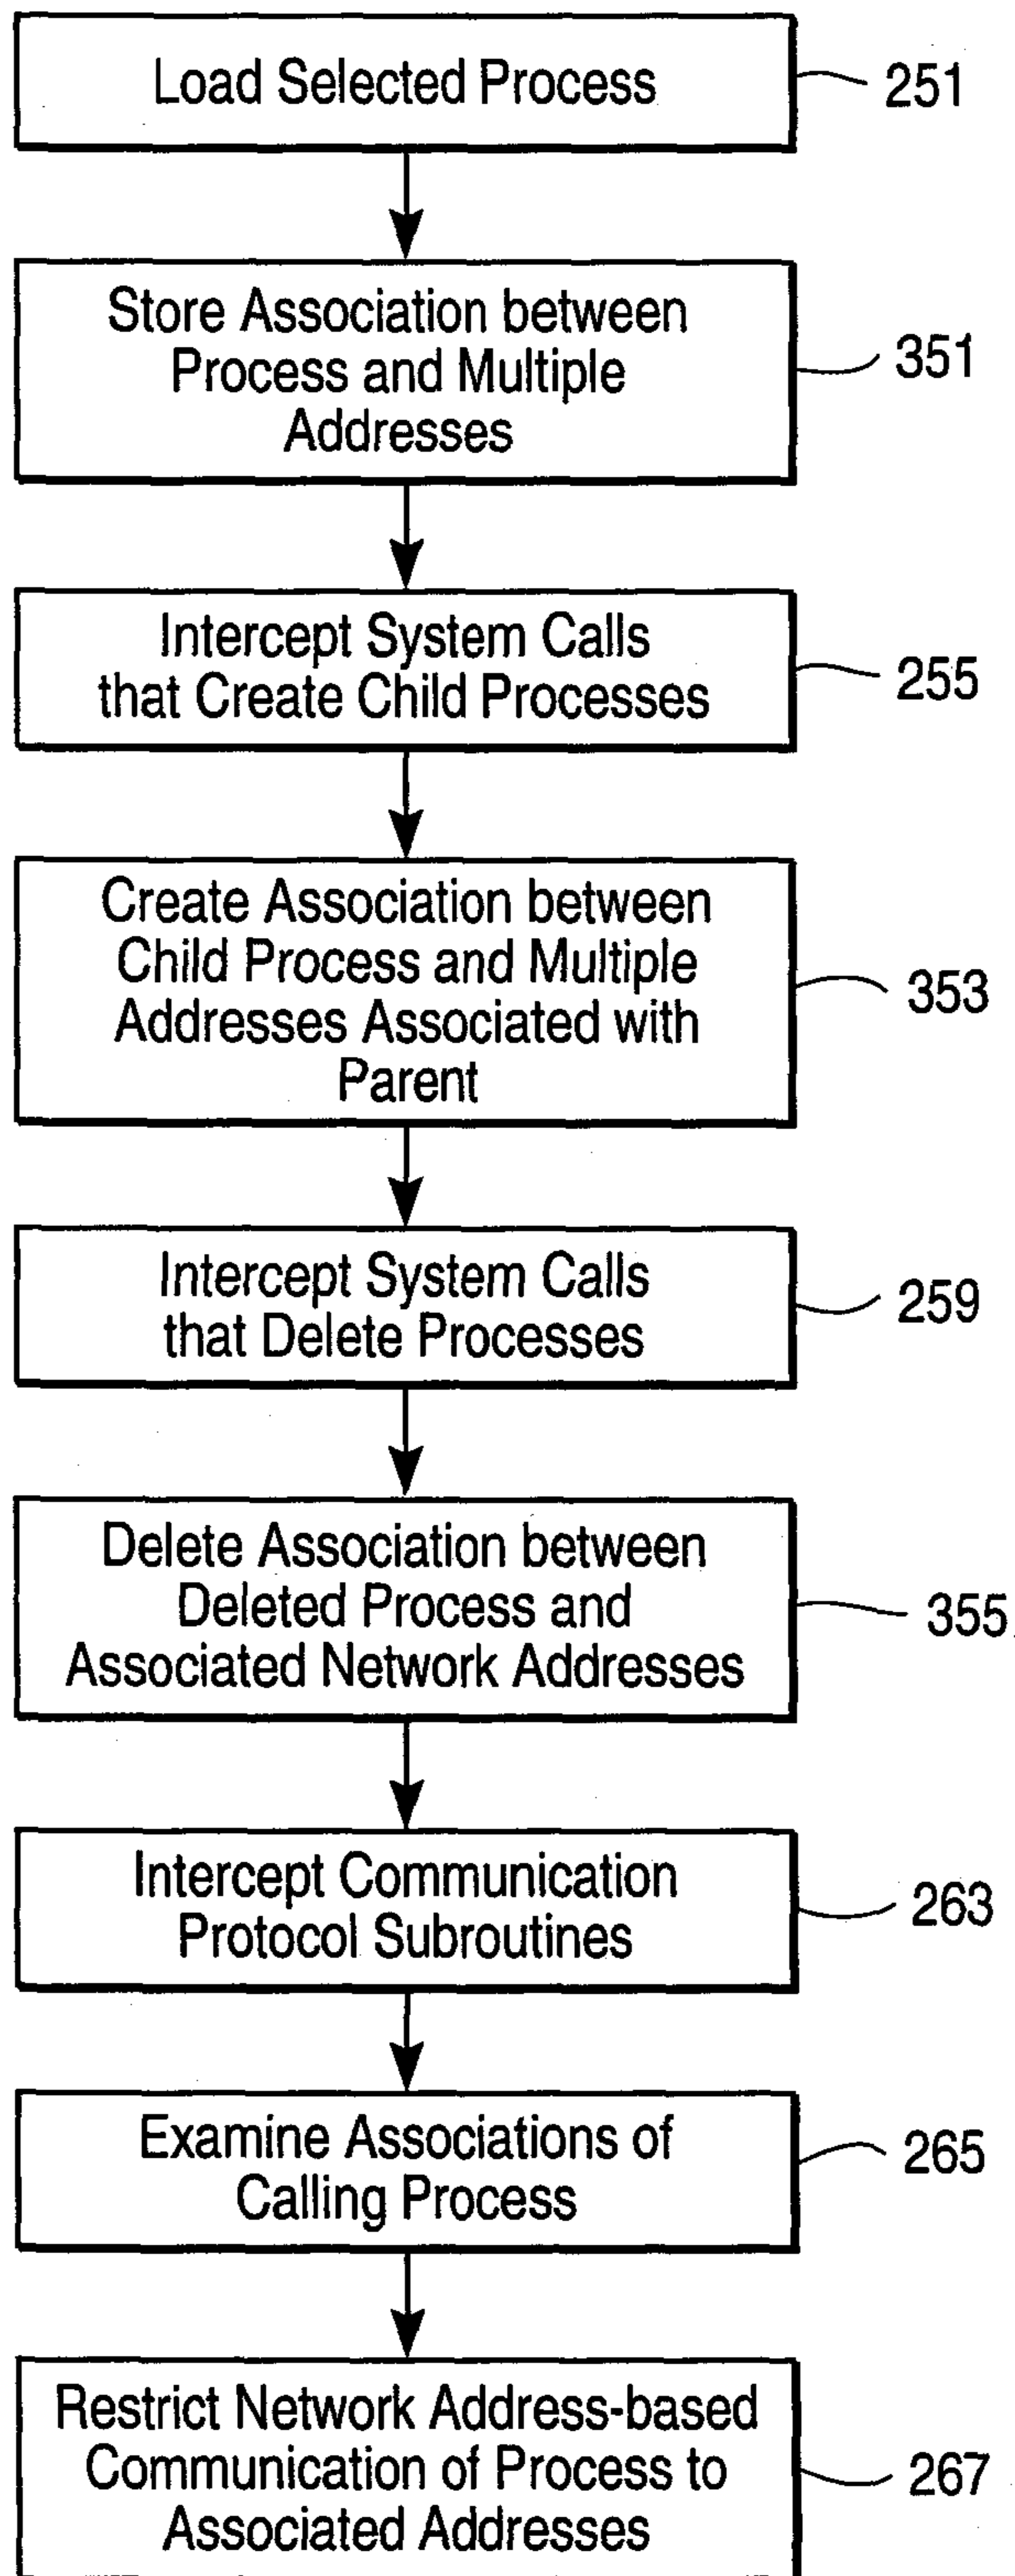 Load Selected Process
251
Store Association between
Process and Multiple
Addresses
351
Intercept System Calls
that Create Child Processes
255
Create Association between
Child Process and Multiple
Addresses Associated with
Parent
353
Intercept System Calls
that Delete Processes
259
Delete Association between
Deleted Process and
Associated Network Addresses
355
Intercept Communication
Protocol Subroutines
263
Examine Associations of
Calling Process
265
Restrict Network Address-based
Communication of Process to
Associated Addresses
267